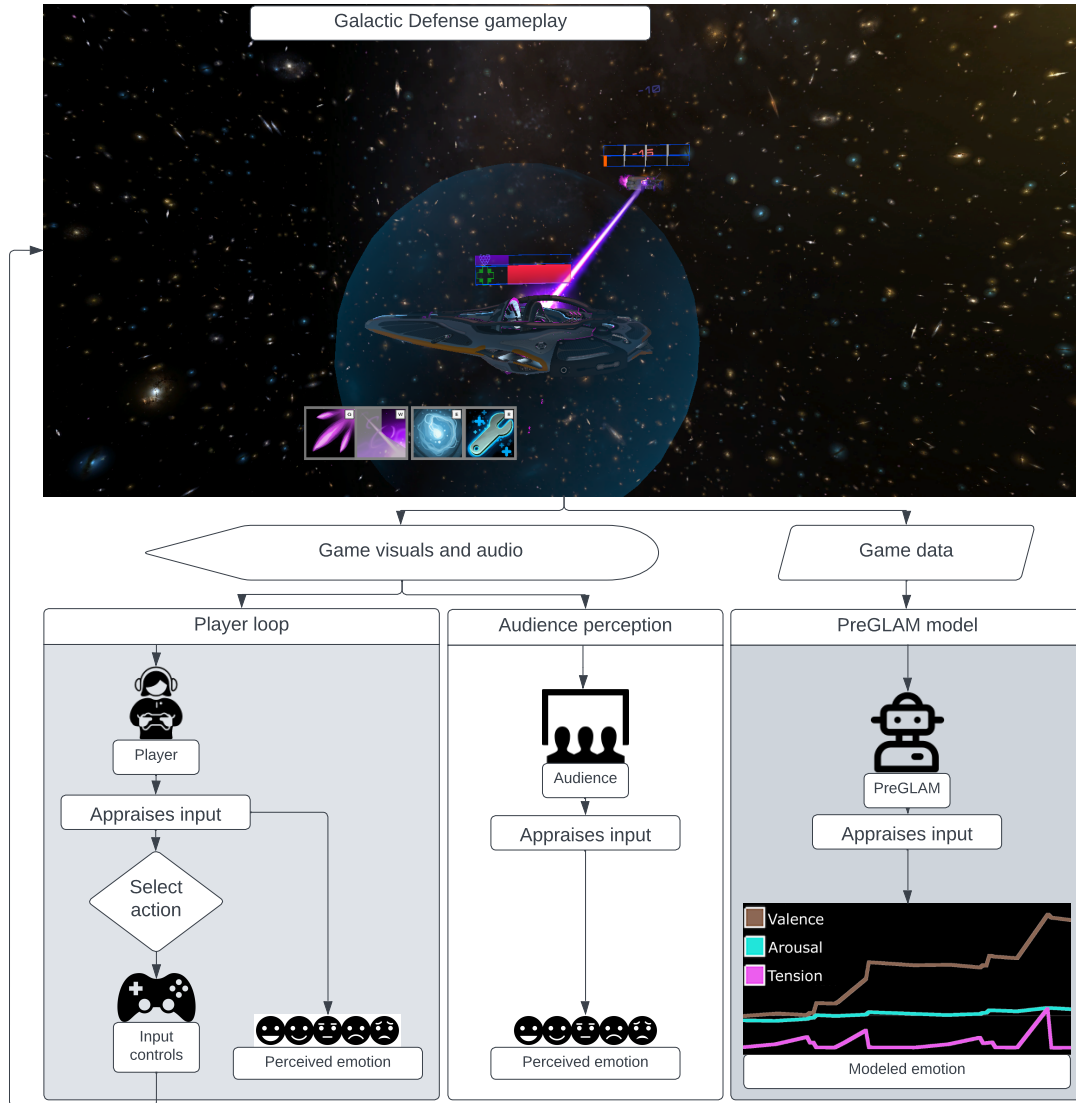 Galactic Defense gameplay
-10
-15
W
Game visuals and audio
Game data
Player loop
Audience perception
PreGLAM model
Player
Audience
PreGLAM
Appraises input
Appraises input
Appraises input
Select
action
Valence
Arousal
Tension
Input
controls
Perceived emotion
Perceived emotion
Modeled emotion